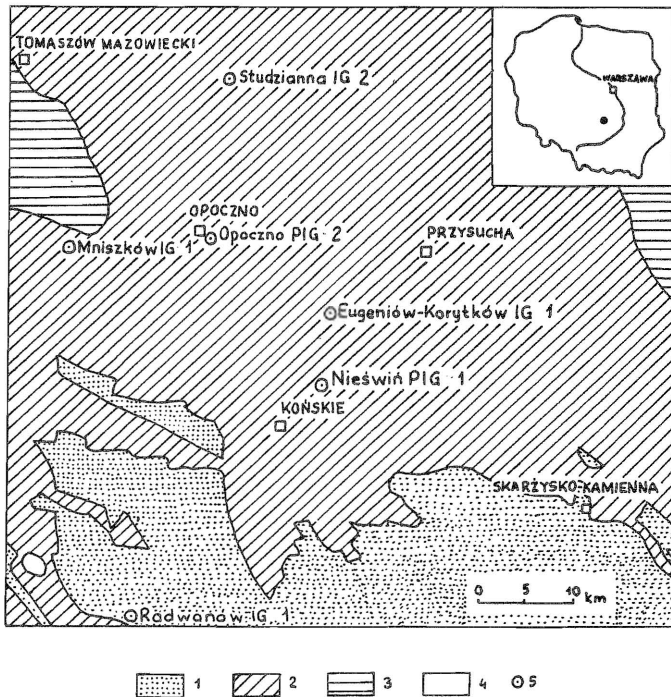 TOMASZÓW MAZOWIECKI
Studzianna IG 2
WARSZAWA
OPOCZNO
Opoczno PIG 2
Mniszków IG 1
PRZYSUCHA
Eugeniów-Korytków IG 1
Nieświń PIG 1
KOŃSKIE
SKARŻYSKO-KAMIENNA
0 5 10 km
Radwanów IG 1
1 2 3 4 5